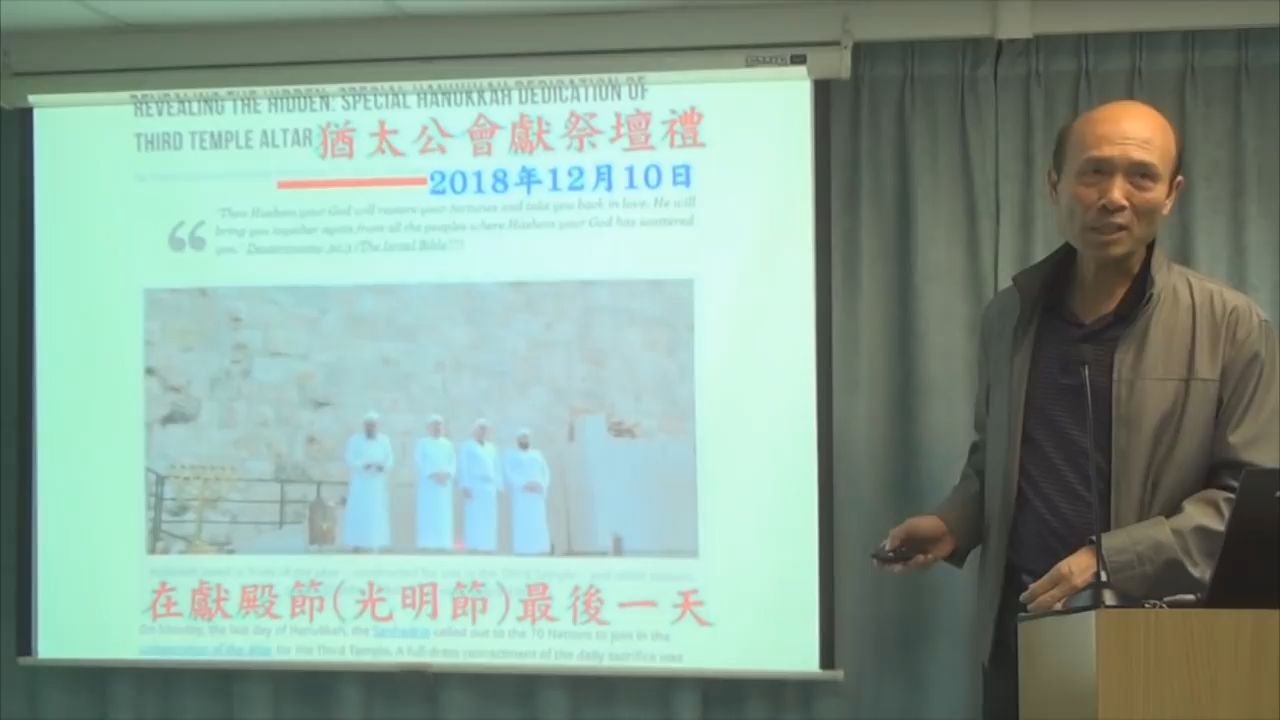 REVEALING THE HIDDEN: SPECIAL HANUKKAH DEDICATION OF
THIRD TEMPLE ALTAR
猶太公會獻祭壇禮
2018年12月10日
"Then Hashem your God will restore your fortunes and take you back in love. He will
bring you together again from all the peoples where Hashem your God has scattered
you." Deuteronomy 30:3 (The Israel Bible™)
在獻殿節(光明節)最後一天
On Monday, the last day of Hanukkah, the Sanhedrin called out to the 70 Nations to join in the
consecration of the altar for the Third Temple. A full-dress reenactment of the daily sacrifice was